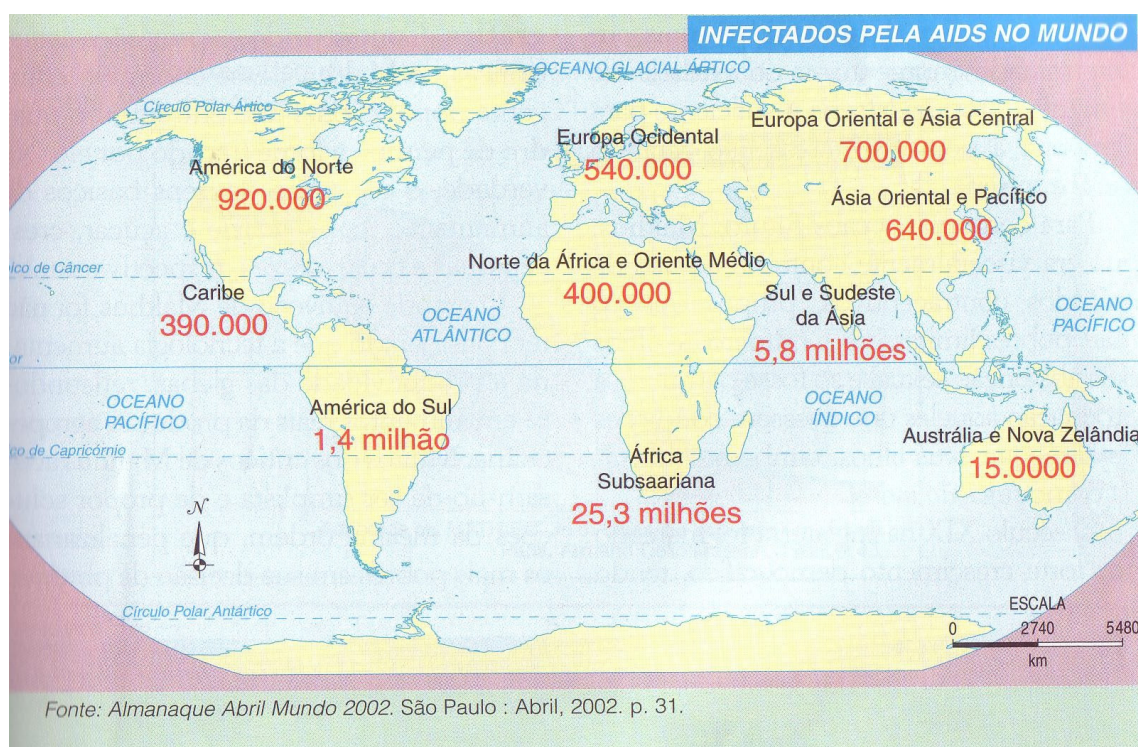 INFECTADOS PELA AIDS NO MUNDO
OCEANO GLACIAL ÁRTICO
Círculo Polar Ártico
Europa Oriental e Ásia Central
700.000
Europa Ocidental
540.000
América do Norte
920.000
Ásia Oriental e Pacífico
640.000
Norte da África e Oriente Médio
400.000
ico de Câncer
Caribe
390.000
Sul e Sudeste
da Ásia
5,8 milhões
OCEANO
ATLÂNTICO
OCEANO
PACÍFICO
or
OCEANO
PACÍFICO
América do Sul
1,4 milhão
OCEANO
ÍNDICO
Austrália e Nova Zelândia
15.0000
co de Capricórnio
África
Subsaariana
25,3 milhões
N
Círculo Polar Antártico
ESCALA
0 2740 5480
km
Fonte: Almanaque Abril Mundo 2002. São Paulo : Abril, 2002. p. 31.